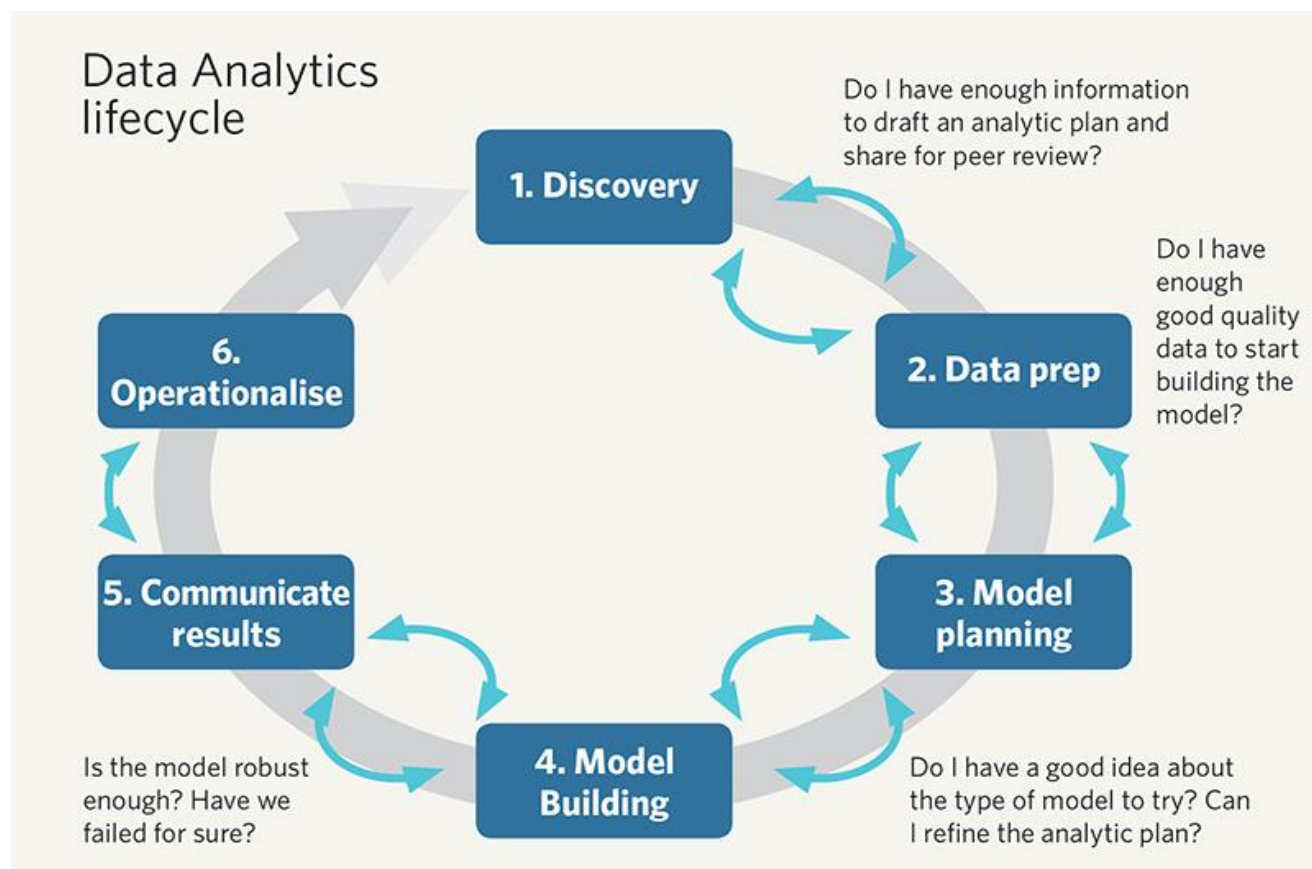 Data Analytics
lifecycle
Do I have enough information
to draft an analytic plan and
share for peer review?
1. Discovery
Do I have
enough
good quality
data to start
building the
model?
2. Data prep
3. Model
planning
Do I have a good idea about
the type of model to try? Can
I refine the analytic plan?
4. Model
Building
Is the model robust
enough? Have we
failed for sure?
5. Communicate
results
6.
Operationalise